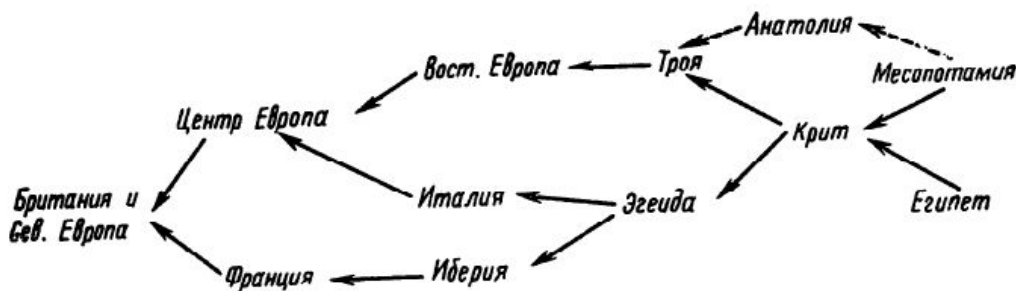 Анатолия
Вост. Европа
Троя
Месопотамия
Центр Европа
Крит
Британия и
Сев. Европа
Италия
Эгеида
Египет
Франция
Иберия